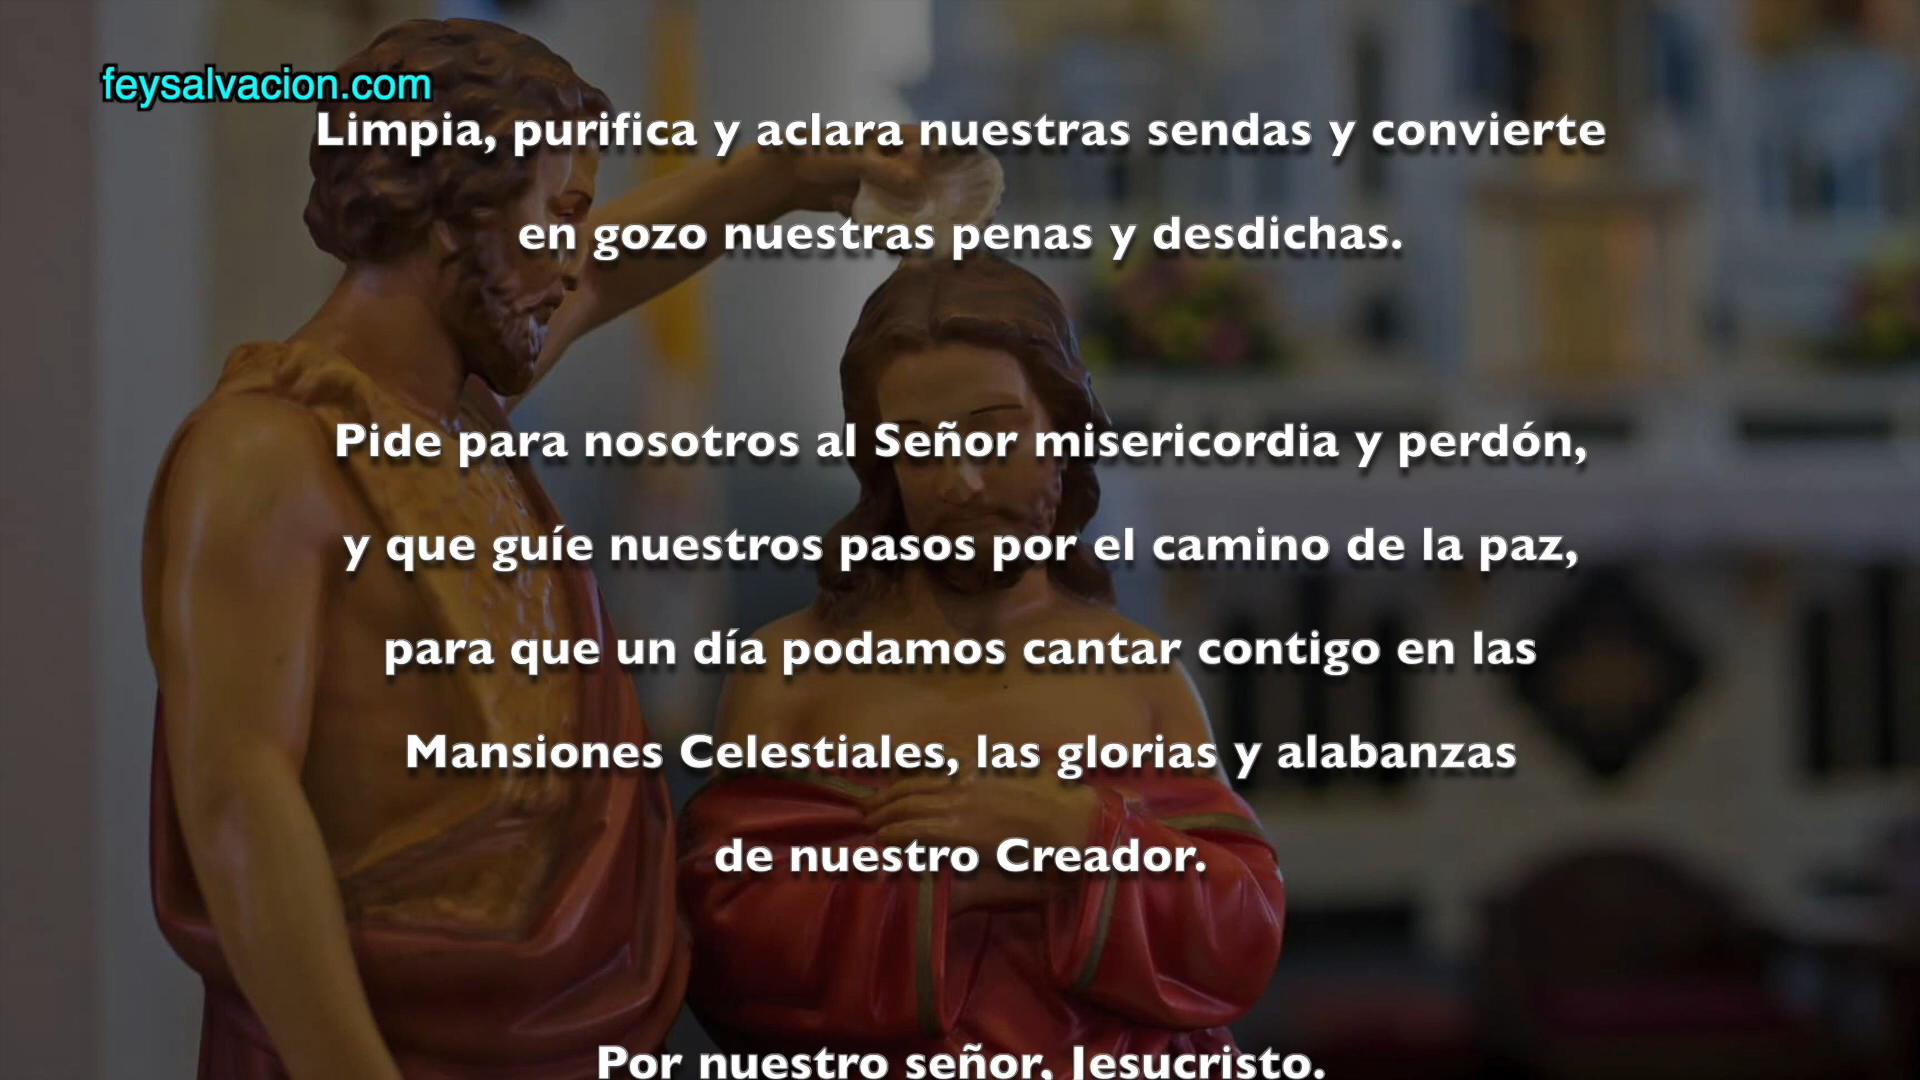 feysalvacion.com
Limpia, purifica y aclara nuestras sendas y convierte
en gozo nuestras penas y desdichas.
Pide para nosotros al Señor misericordia y perdón,
y que guíe nuestros pasos por el camino de la paz,
para que un día podamos cantar contigo en las
Mansiones Celestiales, las glorias y alabanzas
de nuestro Creador.
Por nuestro señor, Jesucristo.